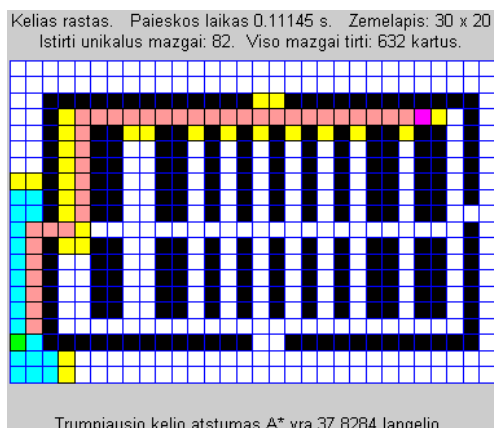 Kelias rastas. Paieskos laikas 0.11145 s. Zemelapis: 30 x 20
Istirti unikalus mazgai: 82. Viso mazgai tirti: 632 kartus.
Trumpiausio kelio atstumas A* yra 37.8284 langelio